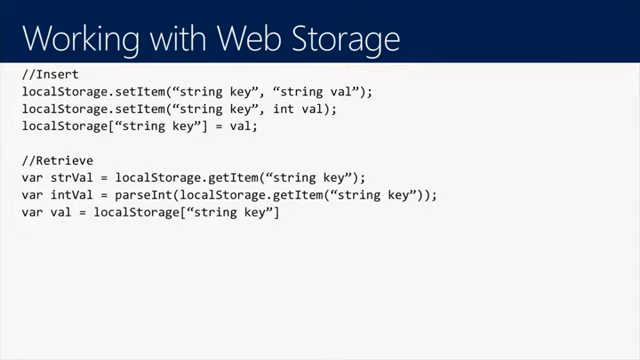 Working with Web Storage
//Insert
localStorage.setItem(“string key”, “string val”);
localStorage.setItem(“string key”, int val);
localStorage[“string key”] = val;
//Retrieve
var strVal = localStorage.getItem(“string key”);
var intVal = parseInt(localStorage.getItem(“string key”));
var val = localStorage[“string key”]